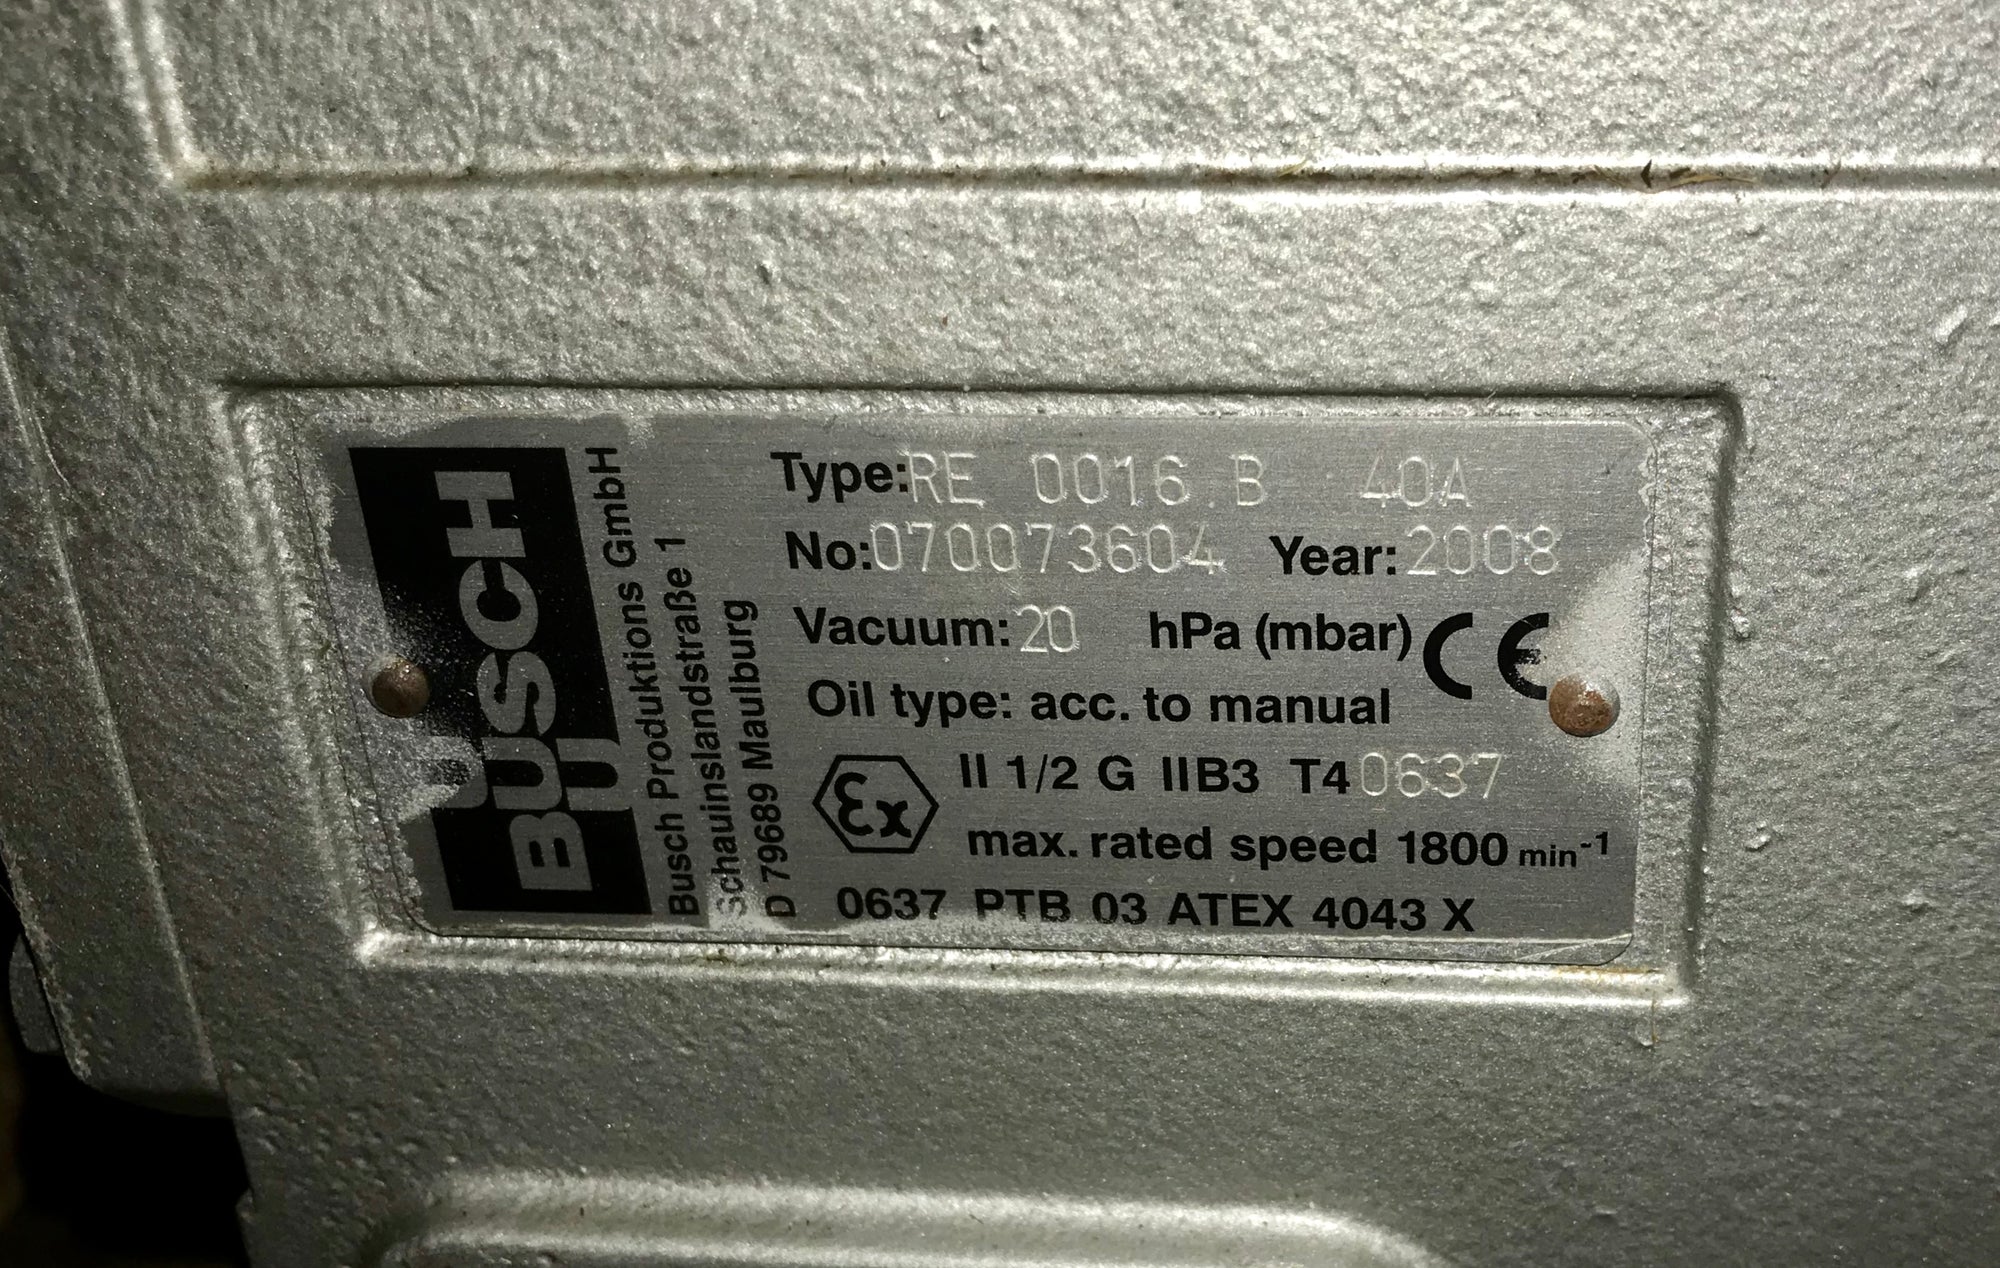 BUSCH
Busch Produktions GmbH
Schauinslandstraße 1
D 79689 Maulburg
Type: RE 0016.B 40A
No: 070073604 Year: 2008
Vacuum: 20 hPa (mbar) CE
Oil type: acc. to manual
Ex II 1/2 G IIB3 T4 0637
max. rated speed 1800 min⁻¹
0637 PTB 03 ATEX 4043 X